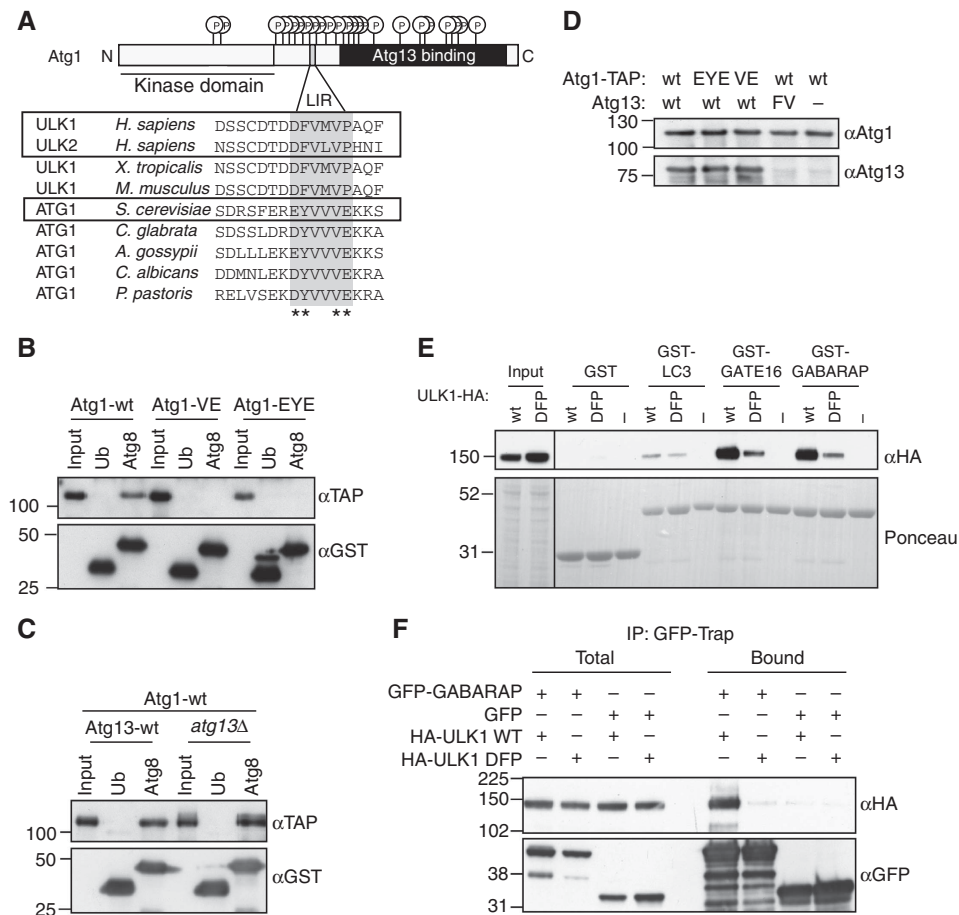 A
P P P P P P P P P P P P P P P P P P P P P P
Atg1 N Atg13 binding C
Kinase domain
LIR
ULK1 H. sapiens DSSCDTDDFVMVPAQF
ULK2 H. sapiens NSSCDTDDFVLVPHNI
ULK1 X. tropicalis NSSCDTDDFVMVPAQF
ULK1 M. musculus DSSCDTDDFVMVPAQF
ATG1 S. cerevisiae SDRSFEREYVVVEKKS
ATG1 C. glabrata SDSSLDRDYVVVEKKA
ATG1 A. gossypii SDLLLEKEYVVVEKKS
ATG1 C. albicans DDMNLEKDYVVVEKRA
ATG1 P. pastoris RELVSEKDYVVVEKRA
** **
B
Atg1-wt Atg1-VE Atg1-EYE
Input Ub Atg8 Input Ub Atg8 Input Ub Atg8
100 αTAP
50 αGST
25
C
Atg1-wt
Atg13-wt atg13Δ
Input Ub Atg8 Input Ub Atg8
100 αTAP
50 αGST
25
D
Atg1-TAP: wt EYE VE wt wt
Atg13: wt wt wt FV –
130 αAtg1
100
75 αAtg13
E
Input GST GST-LC3 GST-GATE16 GST-GABARAP
ULK1-HA: wt DFP wt DFP – wt DFP – wt DFP – wt DFP –
150 αHA
52
31 Ponceau
F
IP: GFP-Trap
Total Bound
GFP-GABARAP + + – – + + – –
GFP – – + + – – + +
HA-ULK1 WT + – + – + – + –
HA-ULK1 DFP – + – + – + – +
225
150 αHA
102
38 αGFP
31